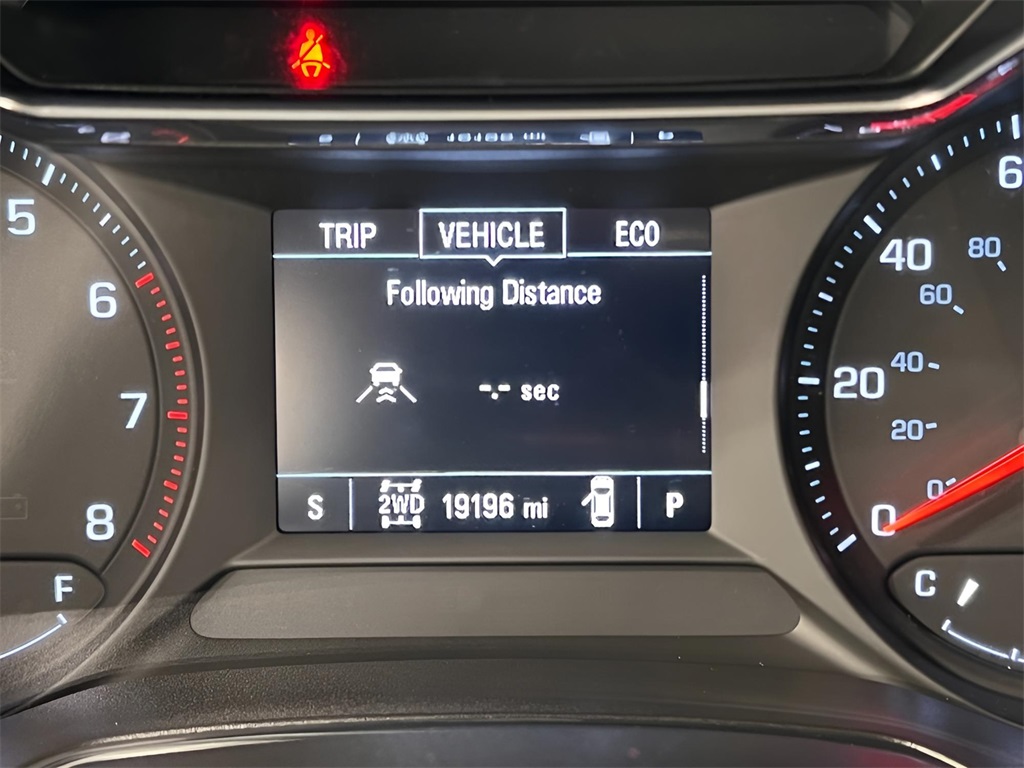 TRIP VEHICLE ECO
Following Distance
-.- sec
S 2WD 19196 mi P
5
6
7
8
F
6
40
20
0
80
60
40
20
0
C